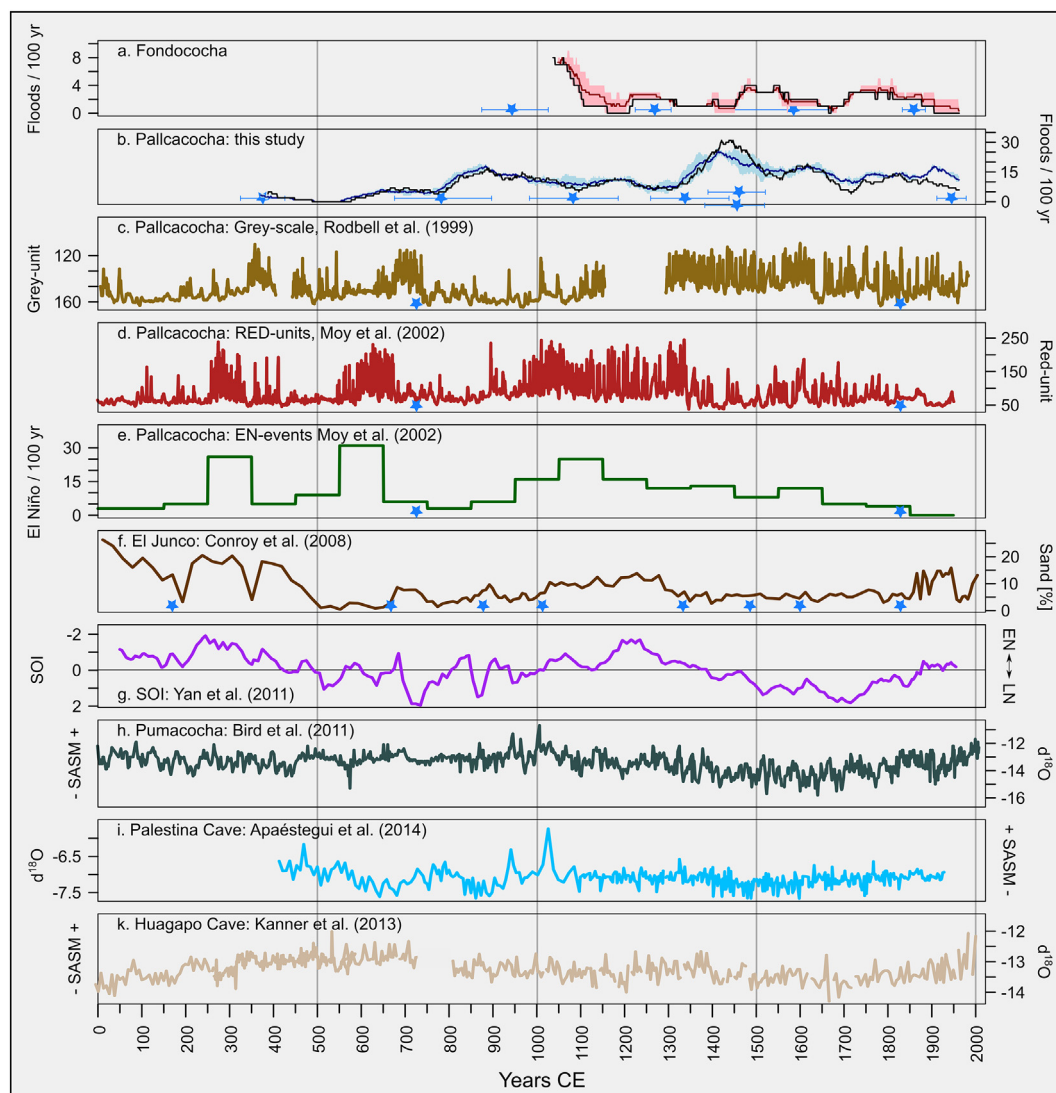 a. Fondococha
Floods / 100 yr
8
4
0
b. Pallcacocha: this study
Floods / 100 yr
30
15
0
c. Pallcacocha: Grey-scale, Rodbell et al. (1999)
Grey-unit
120
160
d. Pallcacocha: RED-units, Moy et al. (2002)
Red-unit
250
150
50
e. Pallcacocha: EN-events Moy et al. (2002)
El Niño / 100 yr
30
15
0
f. El Junco: Conroy et al. (2008)
Sand [%]
20
10
0
SOI
-2
0
2
EN ↔ LN
g. SOI: Yan et al. (2011)
h. Pumacocha: Bird et al. (2011)
- SASM +
d18O
-12
-14
-16
i. Palestina Cave: Apaéstegui et al. (2014)
d18O
-6.5
-7.5
+ SASM -
k. Huagapo Cave: Kanner et al. (2013)
- SASM +
d18O
-12
-13
-14
0 100 200 300 400 500 600 700 800 900 1000 1100 1200 1300 1400 1500 1600 1700 1800 1900 2000
Years CE